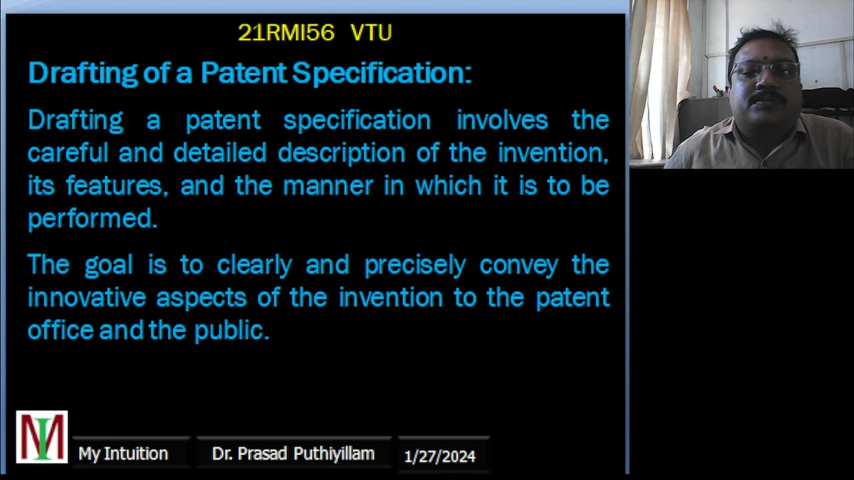 21RMI56 VTU
Drafting of a Patent Specification:
Drafting a patent specification involves the
careful and detailed description of the invention,
its features, and the manner in which it is to be
performed.
The goal is to clearly and precisely convey the
innovative aspects of the invention to the patent
office and the public.
MI
My Intuition
Dr. Prasad Puthiyillam
1/27/2024